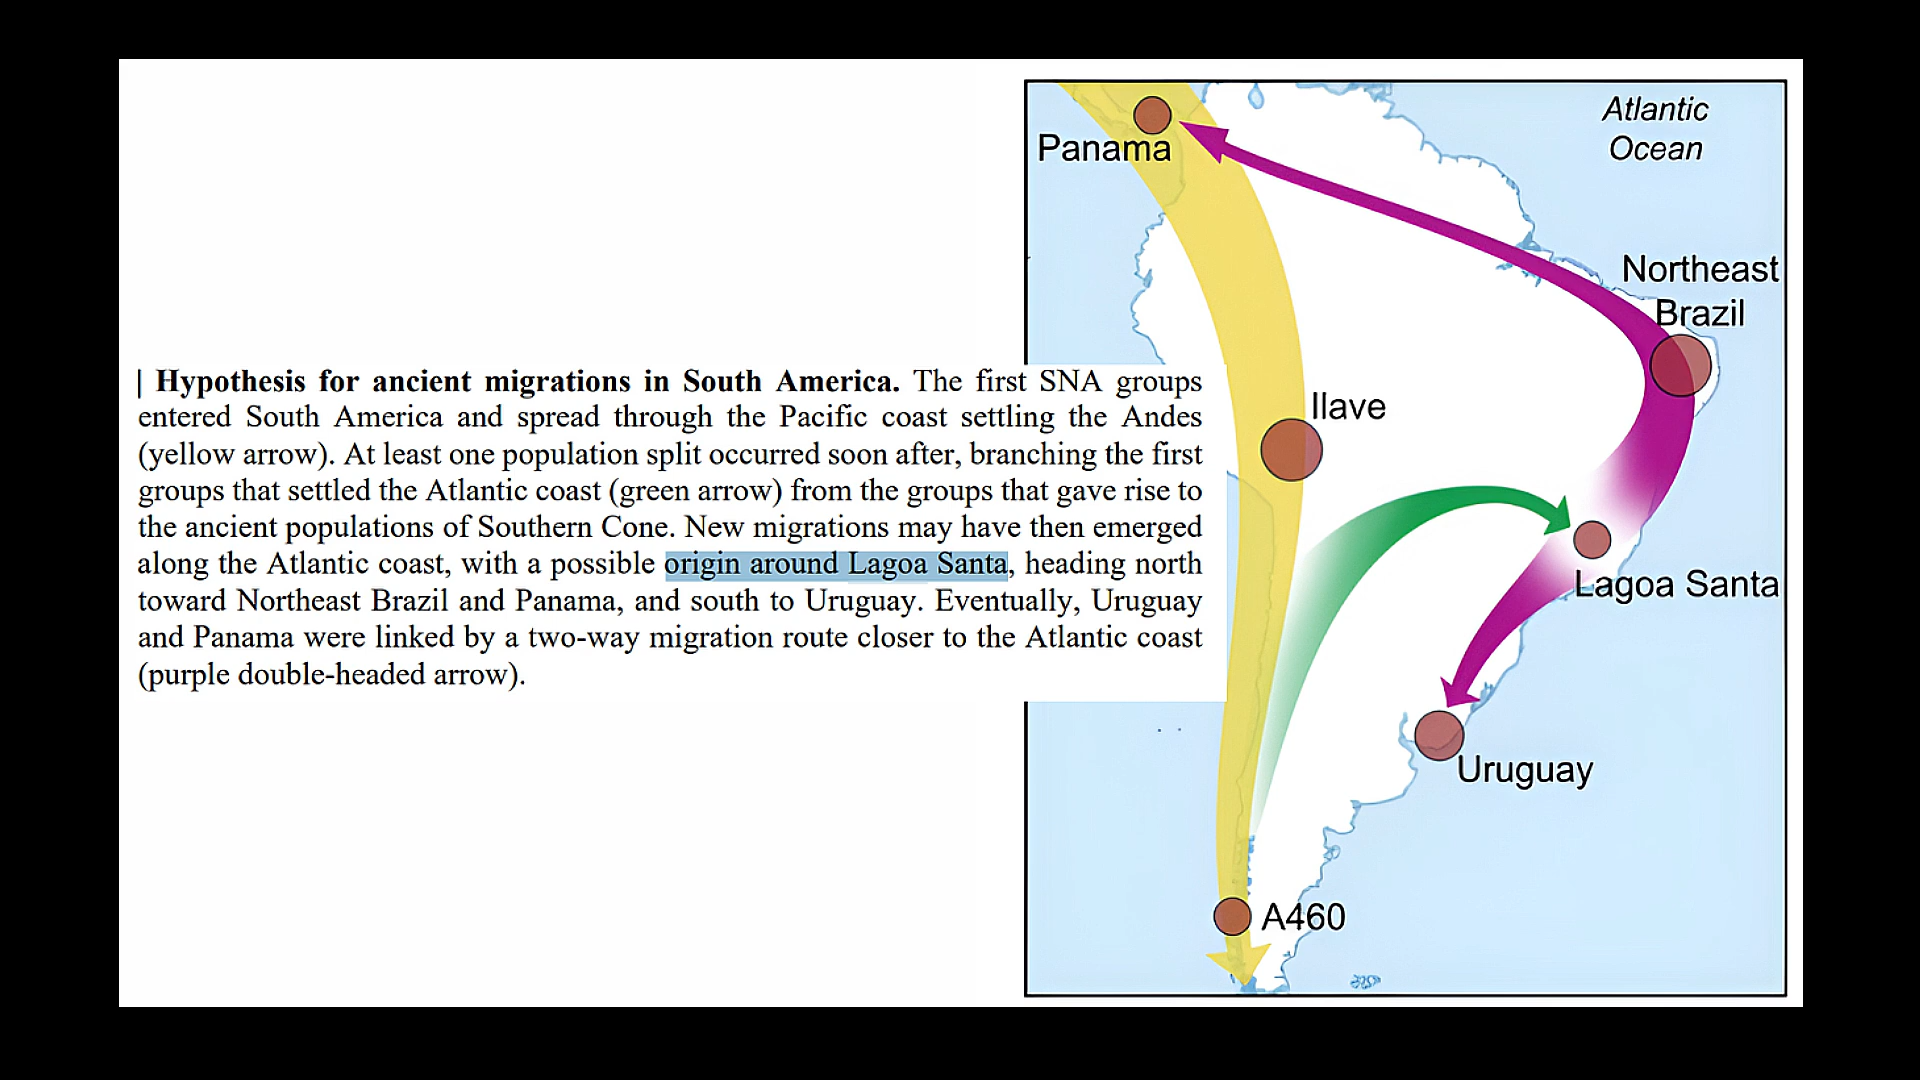 | Hypothesis for ancient migrations in South America. The first SNA groups
entered South America and spread through the Pacific coast settling the Andes
(yellow arrow). At least one population split occurred soon after, branching the first
groups that settled the Atlantic coast (green arrow) from the groups that gave rise to
the ancient populations of Southern Cone. New migrations may have then emerged
along the Atlantic coast, with a possible origin around Lagoa Santa, heading north
toward Northeast Brazil and Panama, and south to Uruguay. Eventually, Uruguay
and Panama were linked by a two-way migration route closer to the Atlantic coast
(purple double-headed arrow).
Atlantic
Ocean
Panama
Northeast
Brazil
Ilave
Lagoa Santa
Uruguay
A460